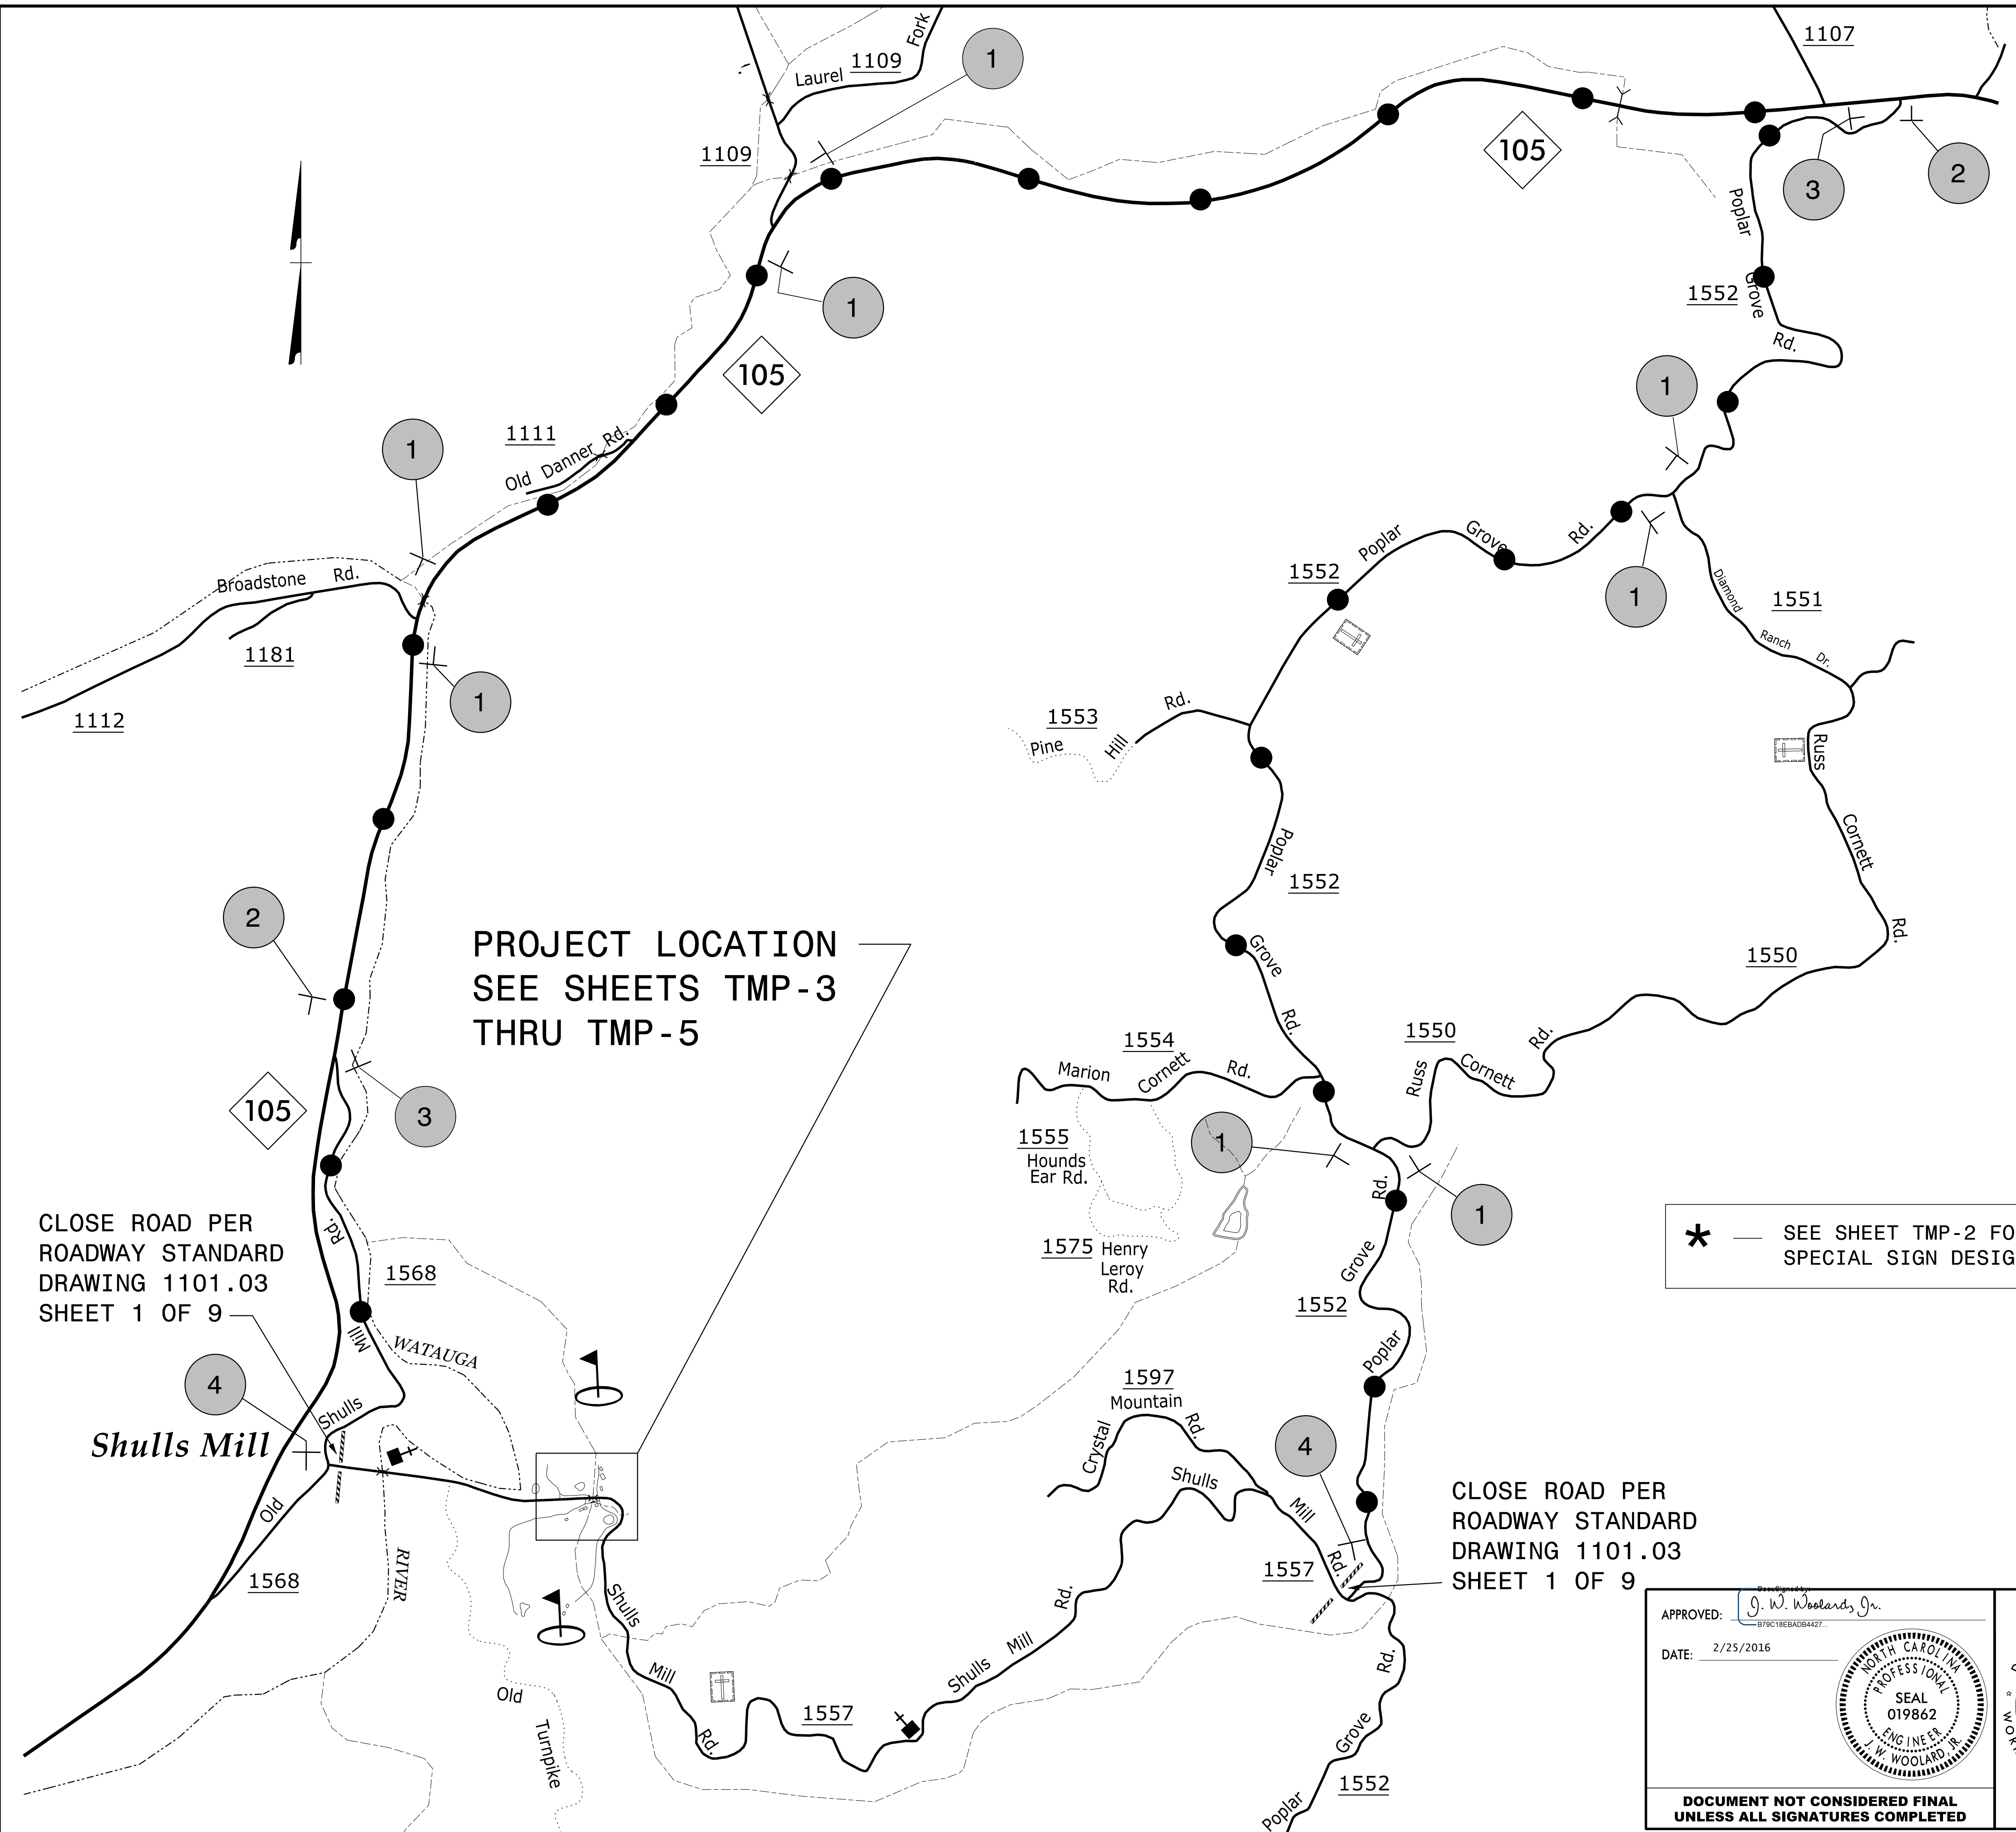 1107
Laurel Fork
1109
1
1109
105
3
2
Poplar
Grove
Rd.
1552
1
105
1
1
1111
Old Danner Rd.
1
Broadstone Rd.
1181
1112
1
1552
Poplar Grove Rd.
1551
Diamond
Ranch Dr.
1553
Pine Hill Rd.
Russ
Cornett
Rd.
Poplar
1552
Grove
Rd.
2
PROJECT LOCATION
SEE SHEETS TMP-3
THRU TMP-5
1550
1550
Russ Cornett Rd.
1554
Marion Cornett Rd.
105
3
1555
Hounds
Ear Rd.
1
1
1575
Henry
Leroy
Rd.
Rd.
Grove
1552
Poplar
* — SEE SHEET TMP-2 FO
SPECIAL SIGN DESIG
CLOSE ROAD PER
ROADWAY STANDARD
DRAWING 1101.03
SHEET 1 OF 9
1568
Rd.
Mill
Shulls
WATAUGA
4
Shulls Mill
Old
1568
RIVER
1597
Crystal Mountain Rd.
Shulls
Mill
Rd.
4
1557
CLOSE ROAD PER
ROADWAY STANDARD
DRAWING 1101.03
SHEET 1 OF 9
Shulls
Mill
Rd.
1557
Shulls Mill Rd.
Old
Turnpike
Rd.
Grove
1552
Poplar
APPROVED:
DocuSigned by:
J. W. Woolard, Jr.
B79C18EBADB4427...
DATE: 2/25/2016
NORTH CAROLINA
PROFESSIONAL
SEAL
019862
ENGINEER
J. W. WOOLARD JR.
DOCUMENT NOT CONSIDERED FINAL
UNLESS ALL SIGNATURES COMPLETED